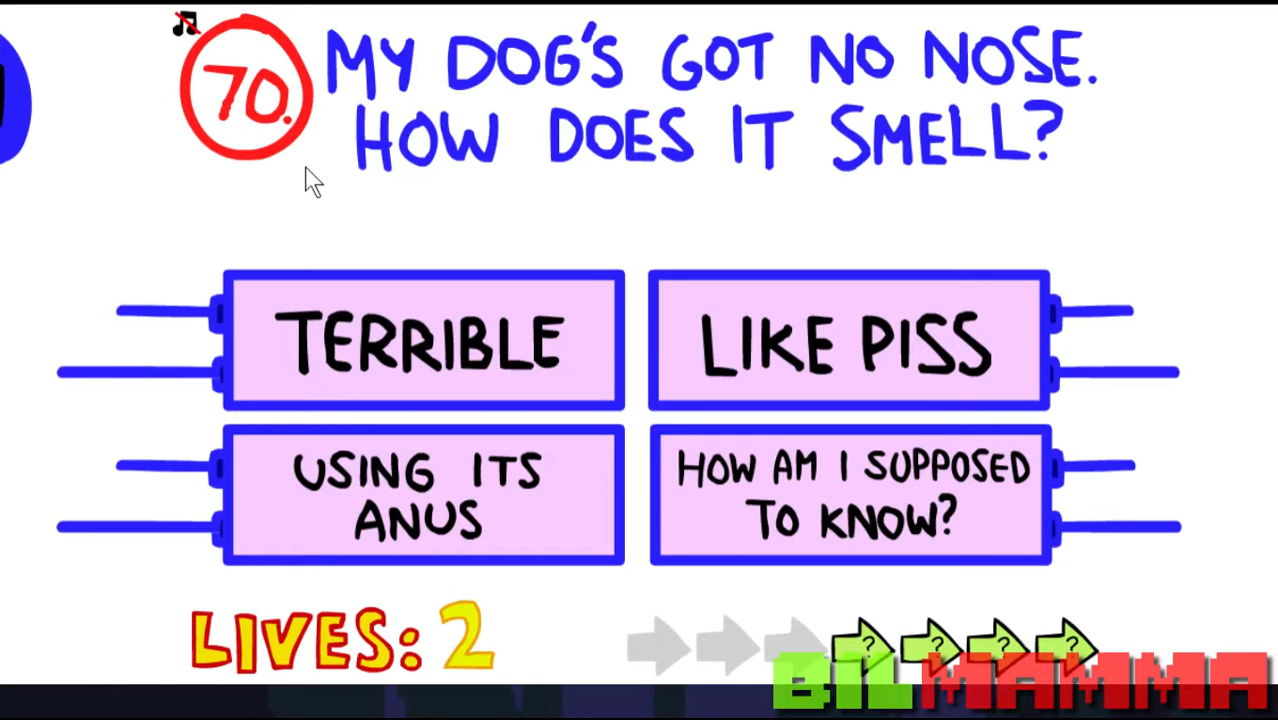 70.
MY DOG'S GOT NO NOSE.
HOW DOES IT SMELL?
TERRIBLE
LIKE PISS
USING ITS
ANUS
HOW AM I SUPPOSED
TO KNOW?
LIVES: 2
? ? ? ?
BILMAMMA